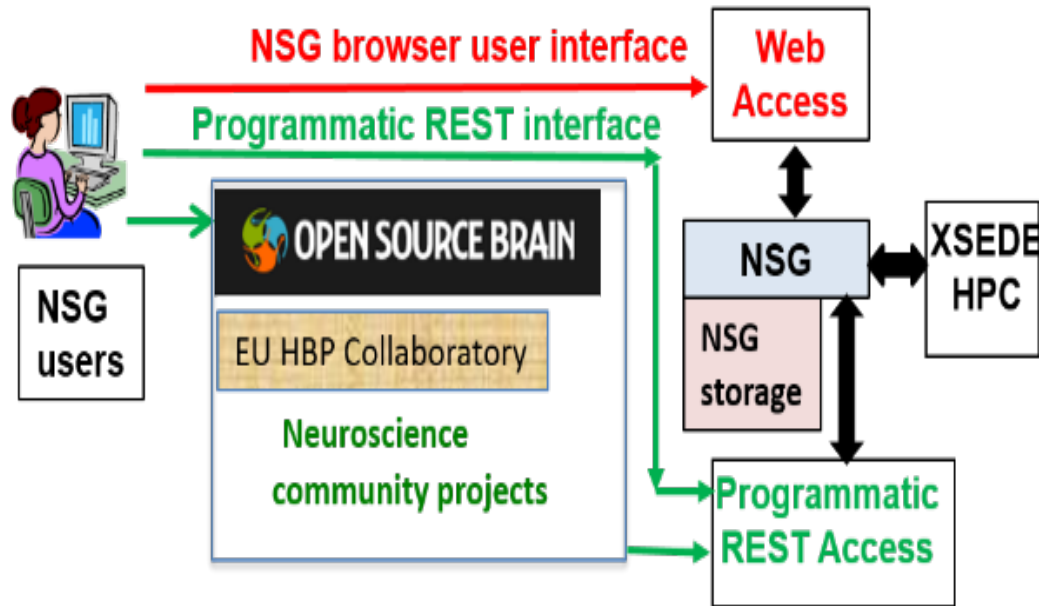 NSG browser user interface
Web
Access
Programmatic REST interface
OPEN SOURCE BRAIN
NSG
XSEDE
HPC
NSG
users
EU HBP Collaboratory
NSG
storage
Neuroscience
community projects
Programmatic
REST Access